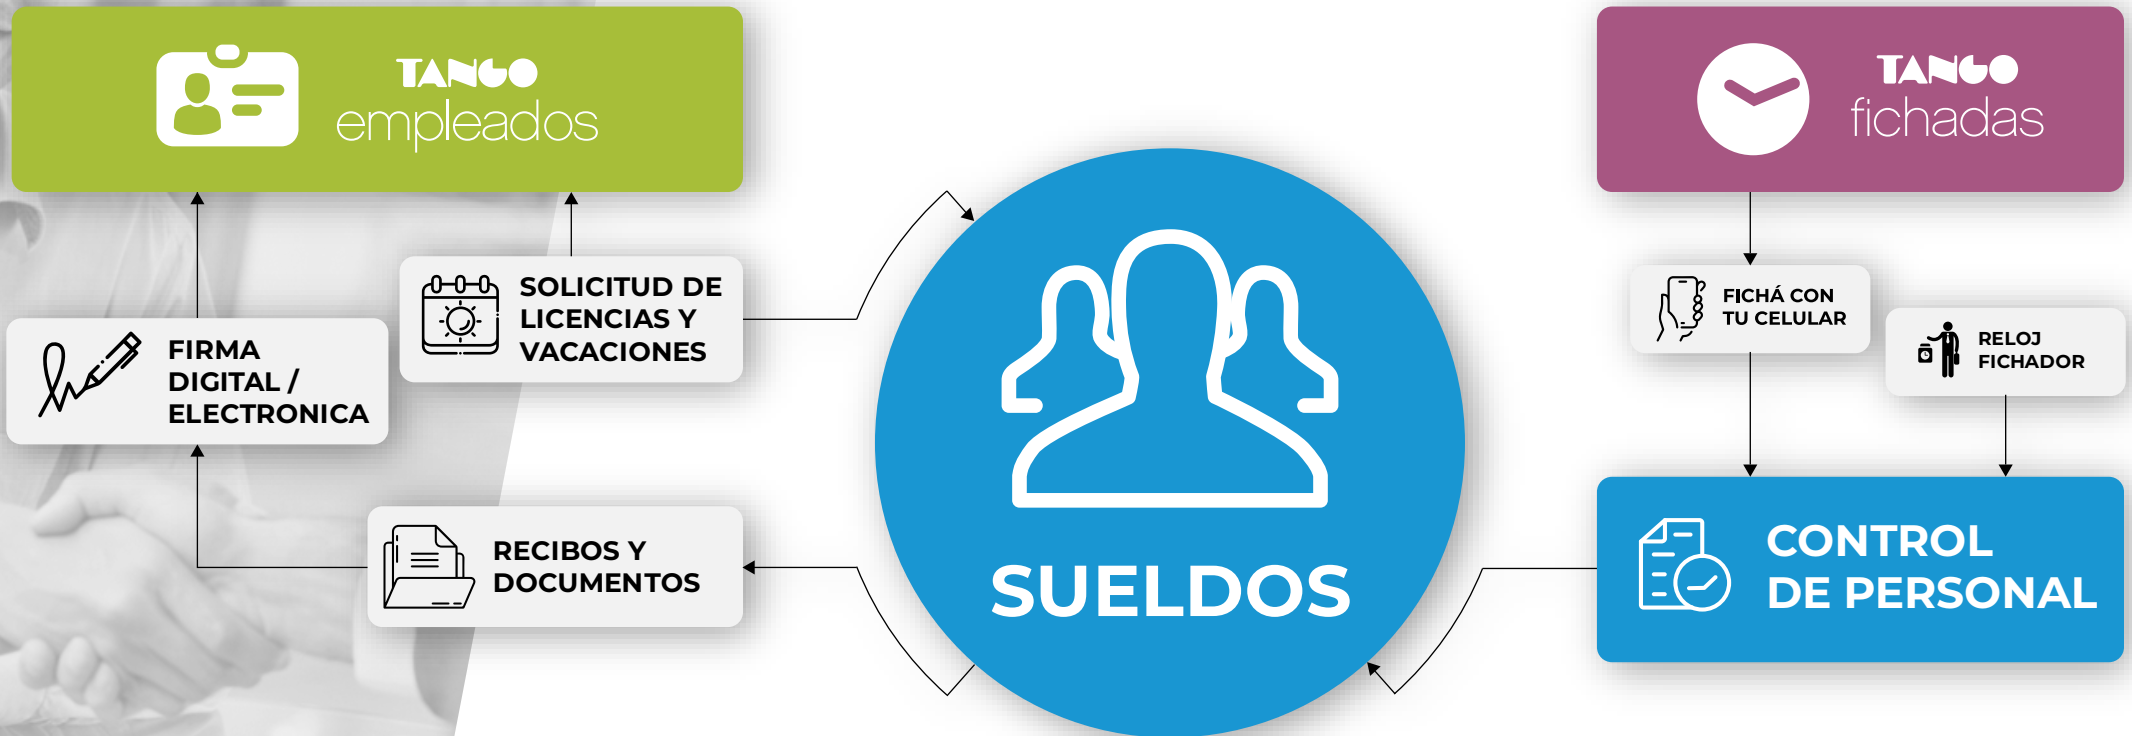 TANGO
empleados
TANGO
fichadas
SOLICITUD DE
LICENCIAS Y
VACACIONES
FIRMA
DIGITAL /
ELECTRONICA
RECIBOS Y
DOCUMENTOS
SUELDOS
FICHÁ CON
TU CELULAR
RELOJ
FICHADOR
CONTROL
DE PERSONAL